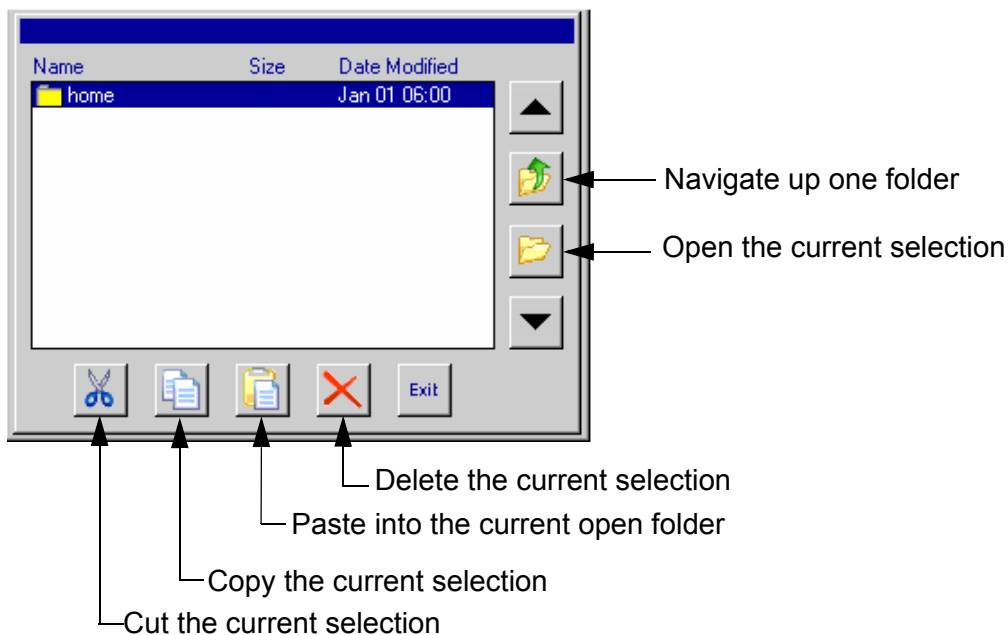 Name Size Date Modified
home Jan 01 06:00
Navigate up one folder
Open the current selection
Exit
Delete the current selection
Paste into the current open folder
Copy the current selection
Cut the current selection